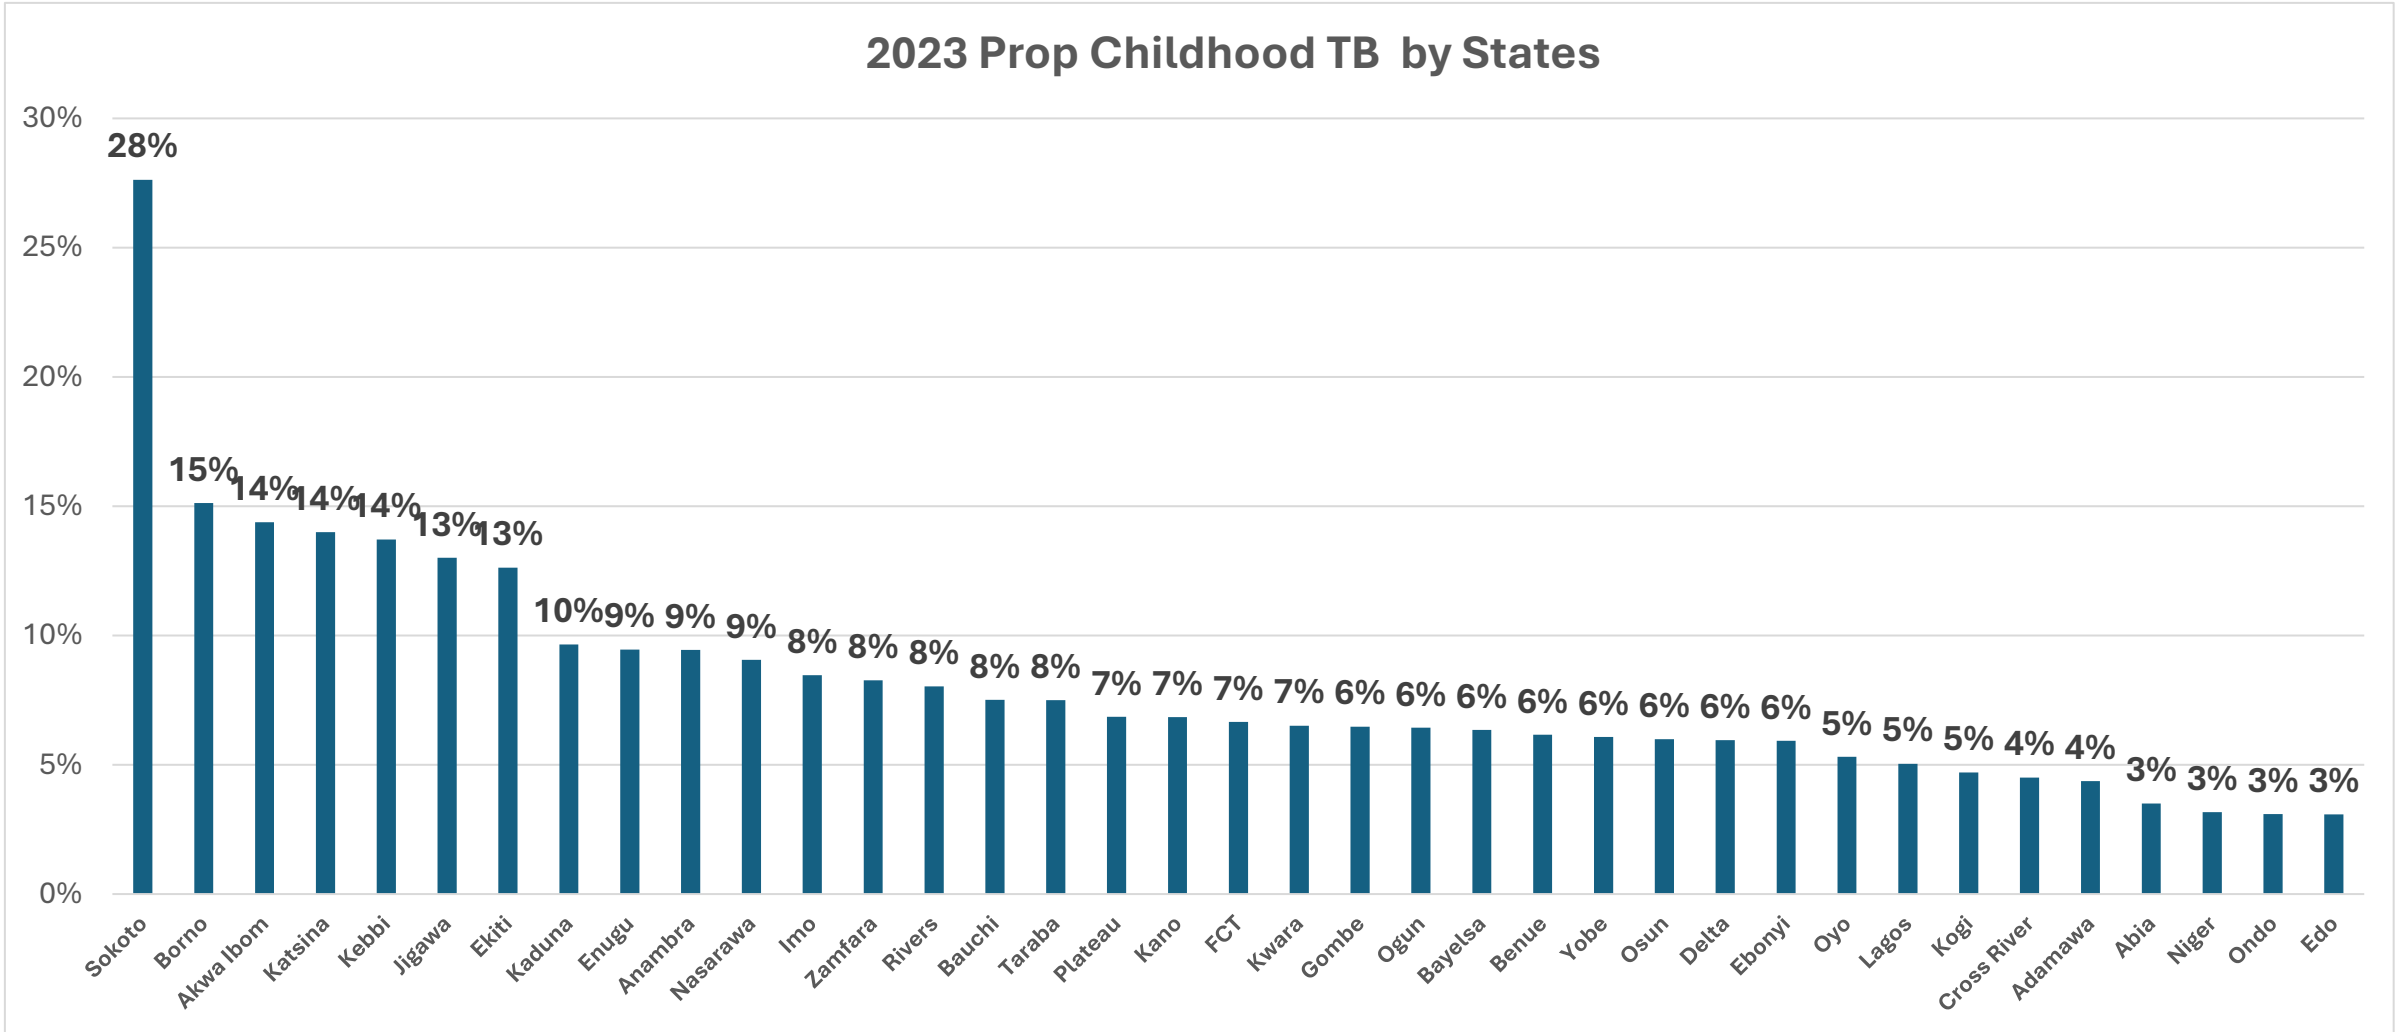 2023 Prop Childhood TB by States
30%
25%
20%
15%
10%
5%
0%
28%
15%
14%
14%
14%
13%
13%
10%
9%
9%
9%
8%
8%
8%
8%
8%
7%
7%
7%
7%
6%
6%
6%
6%
6%
6%
6%
6%
5%
5%
5%
4%
4%
3%
3%
3%
3%
Sokoto
Borno
Akwa Ibom
Katsina
Kebbi
Jigawa
Ekiti
Kaduna
Enugu
Anambra
Nasarawa
Imo
Zamfara
Rivers
Bauchi
Taraba
Plateau
Kano
FCT
Kwara
Gombe
Ogun
Bayelsa
Benue
Yobe
Osun
Delta
Ebonyi
Oyo
Lagos
Kogi
Cross River
Adamawa
Abia
Niger
Ondo
Edo